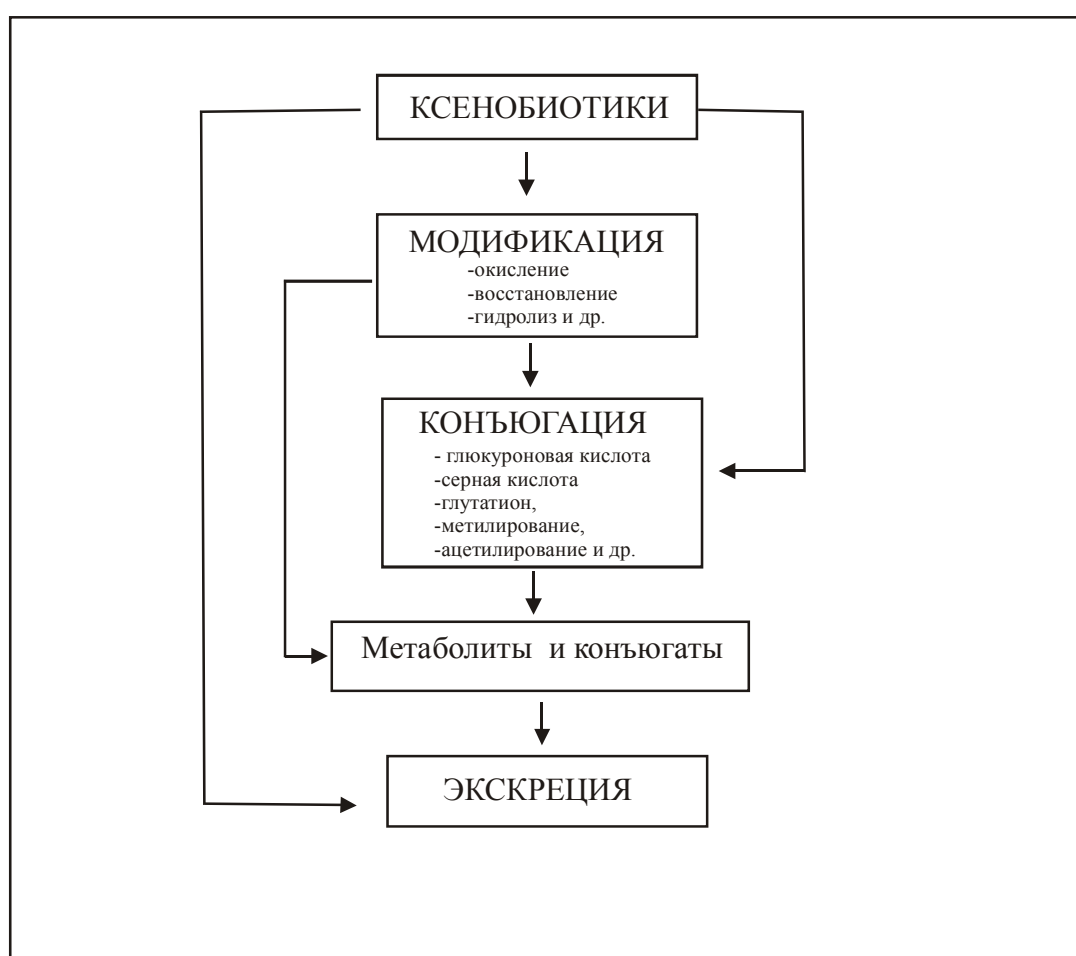 КСЕНОБИОТИКИ
МОДИФИКАЦИЯ
-окисление
-восстановление
-гидролиз и др.
КОНЪЮГАЦИЯ
- глюкуроновая кислота
-серная кислота
-глутатион,
-метилирование,
-ацетилирование и др.
Метаболиты и конъюгаты
ЭКСКРЕЦИЯ